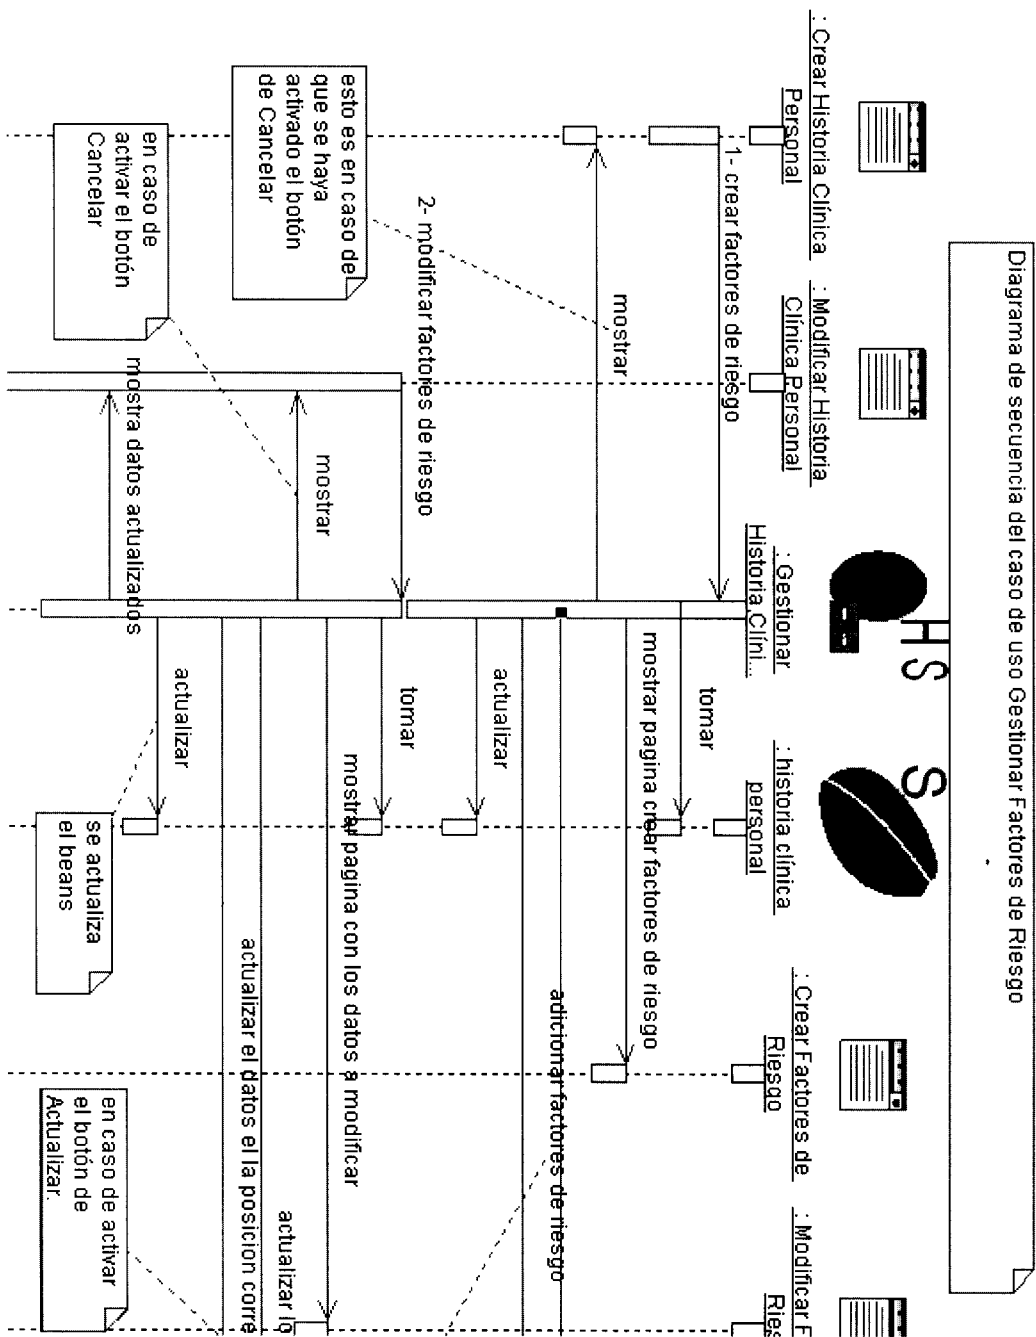 Diagrama de secuencia del caso de uso Gestionar Factores de Riesgo
: Crear Historia Clínica
Personal
: Modificar Historia
Clínica Personal
HS
: Gestionar
Historia Clíni...
S
: historia clínica
personal
: Crear Factores de
Riesgo
: Modificar F
Ries
1- crear factores de riesgo
tomar
mostrar pagina crear factores de riesgo
mostrar
esto es en caso de
que se haya
activado el botón
de Cancelar
adicionar factores de riesgo
actualizar
2- modificar factores de riesgo
tomar
mostrar pagina con los datos a modificar
mostrar
en caso de
activar el botón
Cancelar
actualizar lo
actualizar el datos el la posicion corre
actualizar
se actualiza
el beans
mostra datos actualizados
en caso de activar
el botón de
Actualizar.